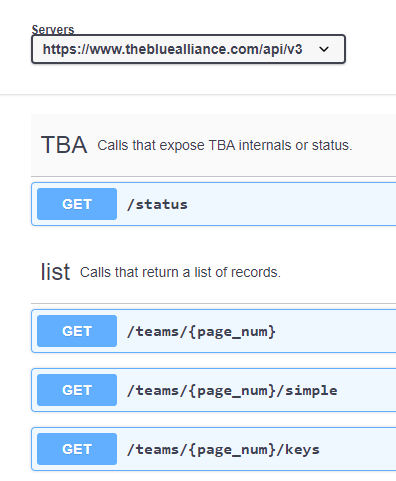 Servers
https://www.thebluealliance.com/api/v3
TBA Calls that expose TBA internals or status.
GET /status
list Calls that return a list of records.
GET /teams/{page_num}
GET /teams/{page_num}/simple
GET /teams/{page_num}/keys